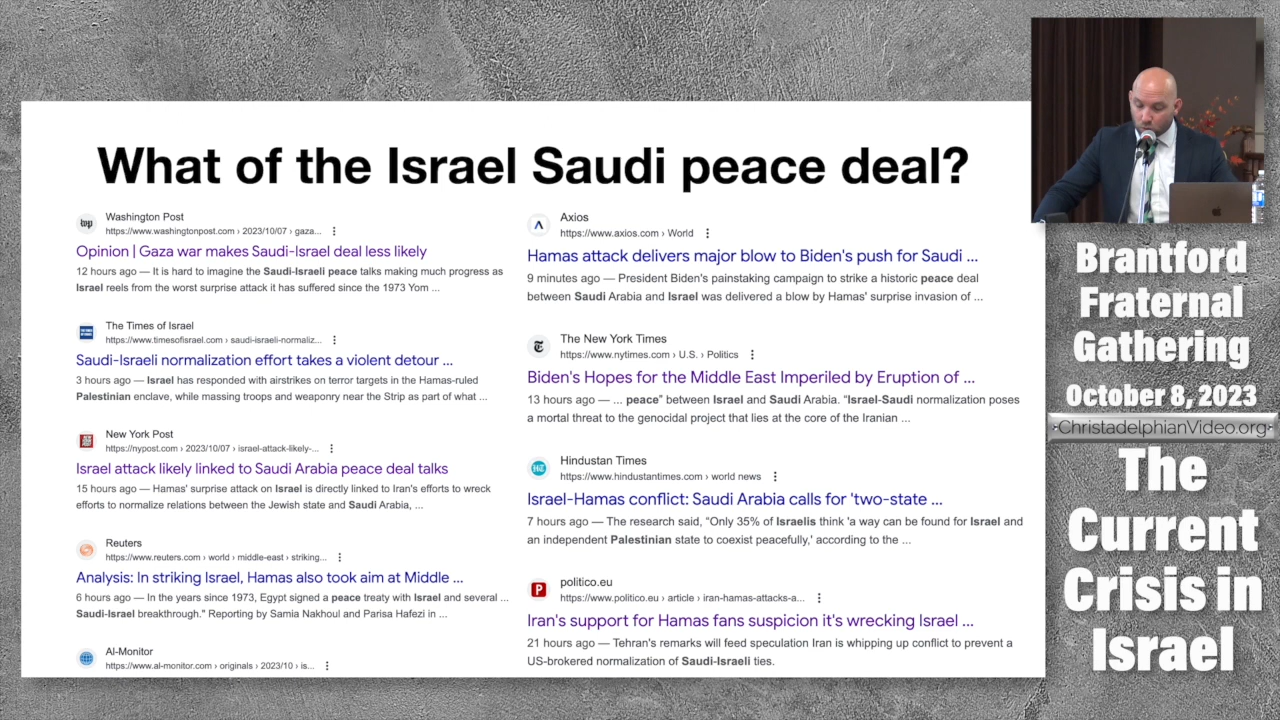 What of the Israel Saudi peace deal?
Washington Post
https://www.washingtonpost.com › 2023/10/07 › gaza...
Opinion | Gaza war makes Saudi-Israel deal less likely
12 hours ago — It is hard to imagine the Saudi-Israeli peace talks making much progress as
Israel reels from the worst surprise attack it has suffered since the 1973 Yom ...
The Times of Israel
https://www.timesofisrael.com › saudi-israeli-normaliz...
Saudi-Israeli normalization effort takes a violent detour ...
3 hours ago — Israel has responded with airstrikes on terror targets in the Hamas-ruled
Palestinian enclave, while massing troops and weaponry near the Strip as part of what ...
New York Post
https://nypost.com › 2023/10/07 › israel-attack-likely-...
Israel attack likely linked to Saudi Arabia peace deal talks
15 hours ago — Hamas' surprise attack on Israel is directly linked to Iran's efforts to wreck
efforts to normalize relations between the Jewish state and Saudi Arabia, ...
Reuters
https://www.reuters.com › world › middle-east › striking...
Analysis: In striking Israel, Hamas also took aim at Middle ...
6 hours ago — In the years since 1973, Egypt signed a peace treaty with Israel and several ...
Saudi-Israel breakthrough." Reporting by Samia Nakhoul and Parisa Hafezi in ...
Al-Monitor
https://www.al-monitor.com › originals › 2023/10 › is...
Axios
https://www.axios.com › World
Hamas attack delivers major blow to Biden's push for Saudi ...
9 minutes ago — President Biden's painstaking campaign to strike a historic peace deal
between Saudi Arabia and Israel was delivered a blow by Hamas' surprise invasion of ...
The New York Times
https://www.nytimes.com › U.S. › Politics
Biden's Hopes for the Middle East Imperiled by Eruption of ...
13 hours ago — ... peace" between Israel and Saudi Arabia. "Israel-Saudi normalization poses
a mortal threat to the genocidal project that lies at the core of the Iranian ...
Hindustan Times
https://www.hindustantimes.com › world news
Israel-Hamas conflict: Saudi Arabia calls for 'two-state ...
7 hours ago — The research said, "Only 35% of Israelis think 'a way can be found for Israel and
an independent Palestinian state to coexist peacefully,' according to the ...
politico.eu
https://www.politico.eu › article › iran-hamas-attacks-a...
Iran's support for Hamas fans suspicion it's wrecking Israel ...
21 hours ago — Tehran's remarks will feed speculation Iran is whipping up conflict to prevent a
US-brokered normalization of Saudi-Israeli ties.
Brantford
Fraternal
Gathering
October 8, 2023
ChristadelphianVideo.org
The
Current
Crisis in
Israel